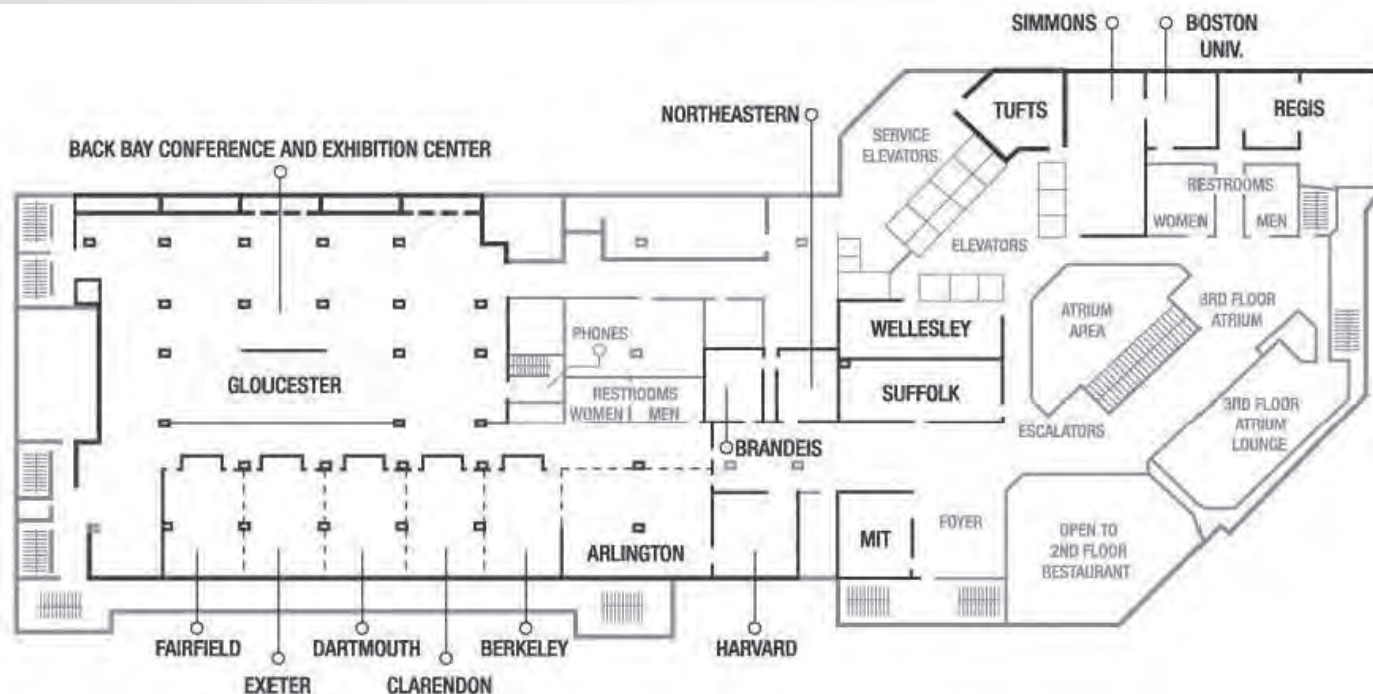 SIMMONS
BOSTON
UNIV.
NORTHEASTERN
TUFTS
REGIS
SERVICE
ELEVATORS
BACK BAY CONFERENCE AND EXHIBITION CENTER
RESTROOMS
WOMEN
MEN
ELEVATORS
ATRIUM
AREA
3RD FLOOR
ATRIUM
WELLESLEY
PHONES
GLOUCESTER
RESTROOMS
WOMEN
MEN
SUFFOLK
3RD FLOOR
ATRIUM
LOUNGE
ESCALATORS
BRANDEIS
ARLINGTON
MIT
FOYER
OPEN TO
2ND FLOOR
RESTAURANT
FAIRFIELD
DARTMOUTH
BERKELEY
HARVARD
EXETER
CLARENDON